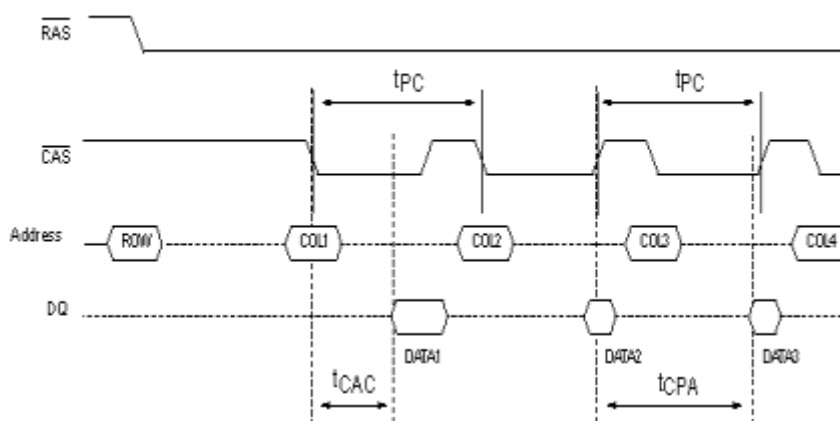 RAS
tPC tPC
CAS
Address ROW COL1 COL2 COL3 COL4
DQ
DATA1 DATA2 DATA3
tCAC tCPA